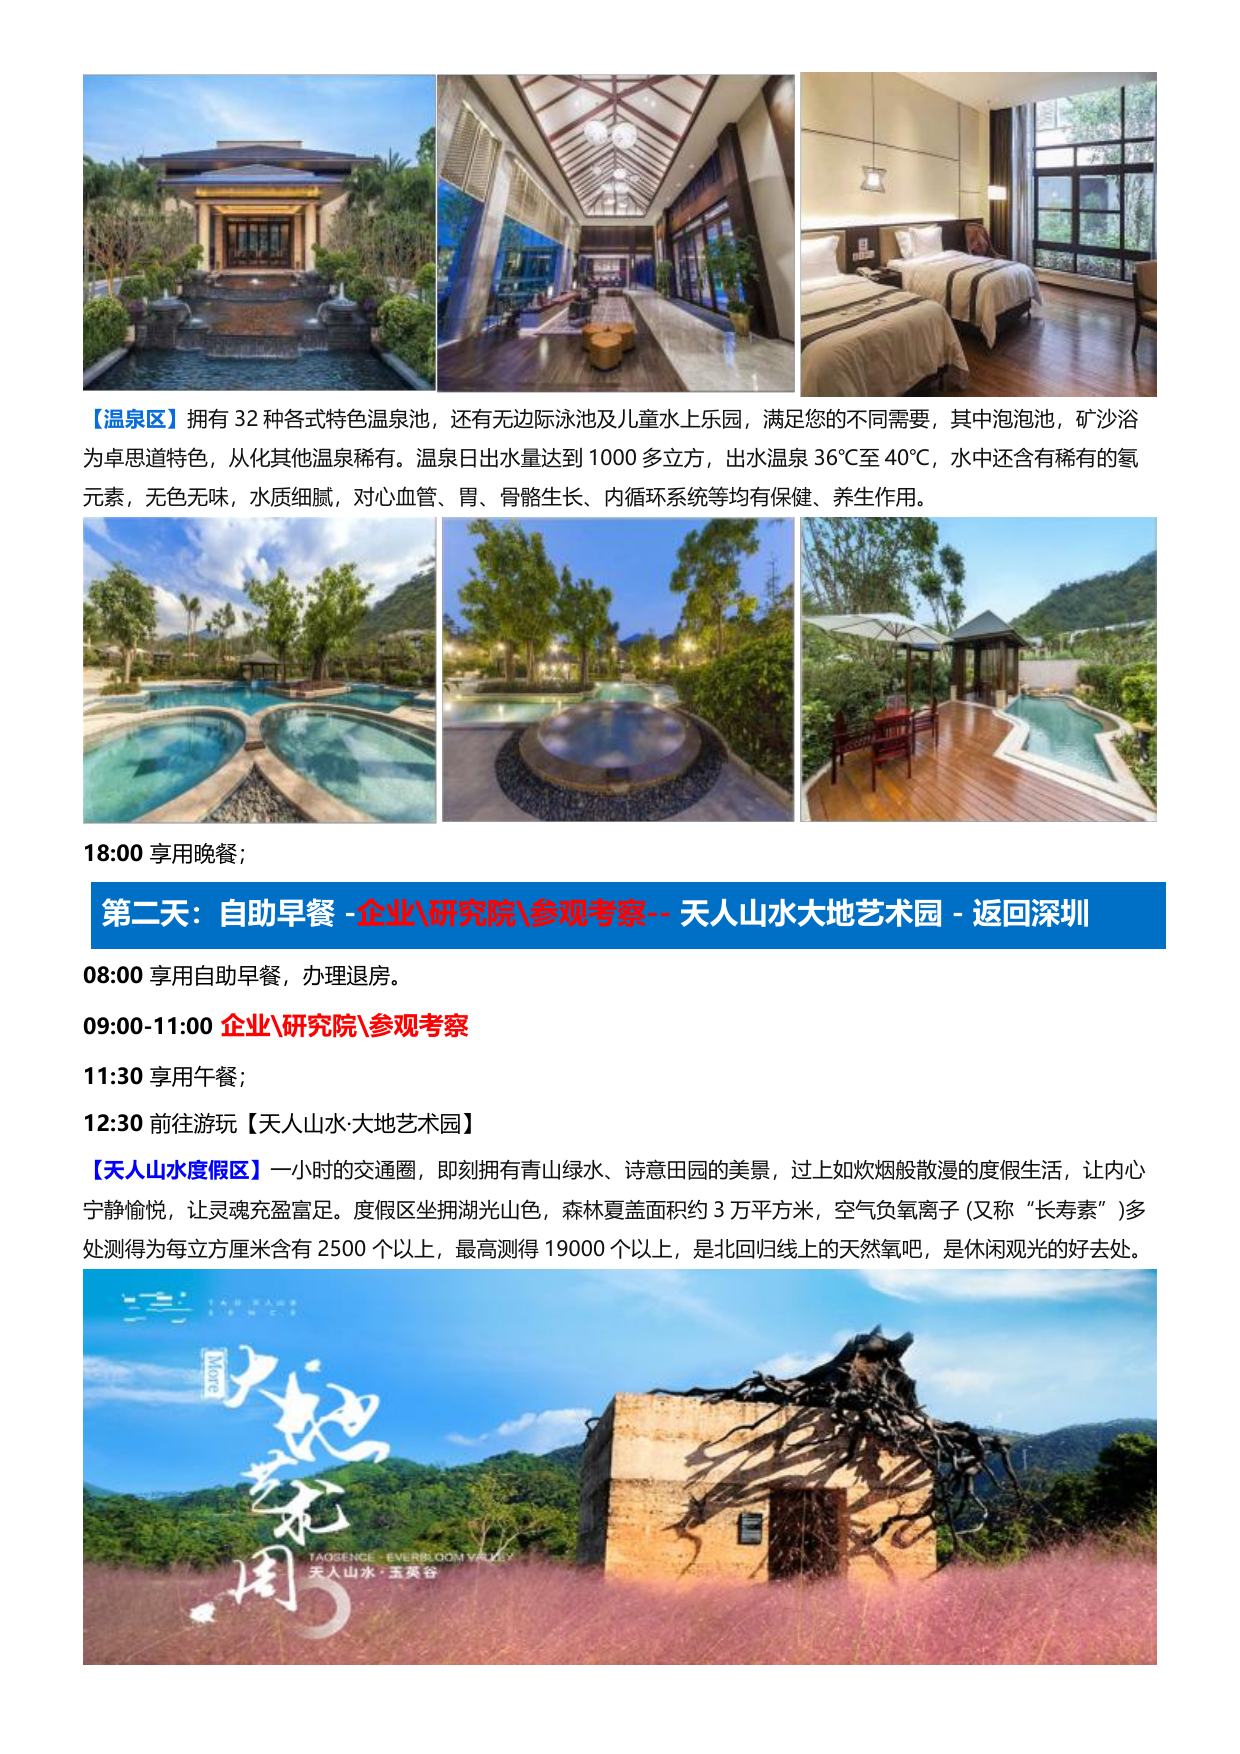 【温泉区】拥有 32 种各式特色温泉池，还有无边际泳池及儿童水上乐园，满足您的不同需要，其中泡泡池，矿沙浴
为卓思道特色，从化其他温泉稀有。温泉日出水量达到 1000 多立方，出水温泉 36℃至 40℃，水中还含有稀有的氡
元素，无色无味，水质细腻，对心血管、胃、骨骼生长、内循环系统等均有保健、养生作用。
18:00 享用晚餐；
第二天：自助早餐 -企业\研究院\参观考察-- 天人山水大地艺术园 - 返回深圳
08:00 享用自助早餐，办理退房。
09:00-11:00 企业\研究院\参观考察
11:30 享用午餐；
12:30 前往游玩【天人山水·大地艺术园】
【天人山水度假区】一小时的交通圈，即刻拥有青山绿水、诗意田园的美景，过上如炊烟般散漫的度假生活，让内心
宁静愉悦，让灵魂充盈富足。度假区坐拥湖光山色，森林夏盖面积约 3 万平方米，空气负氧离子 (又称“长寿素”)多
处测得为每立方厘米含有 2500 个以上，最高测得 19000 个以上，是北回归线上的天然氧吧，是休闲观光的好去处。
More
大地艺术周
TAOSENCE · EVERBLOOM VALLEY
天人山水·玉英谷